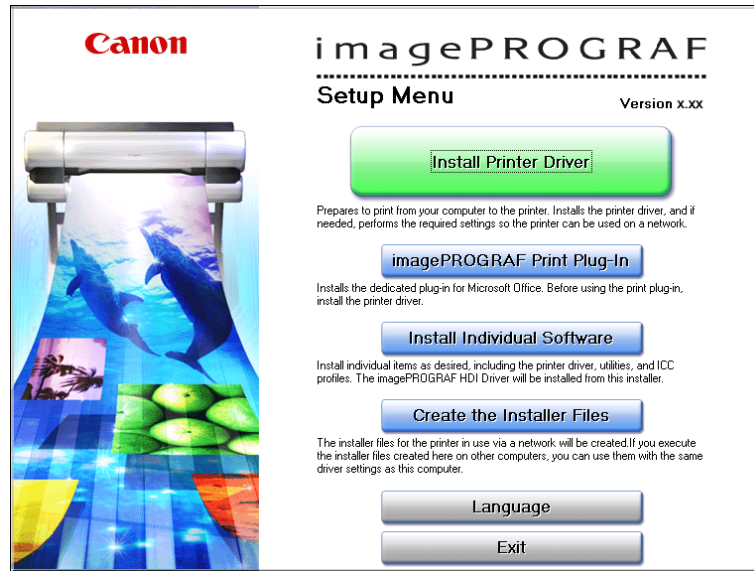 Canon
imagePROGRAF
Setup Menu
Version x.xx
Install Printer Driver
Prepares to print from your computer to the printer. Installs the printer driver, and if
needed, performs the required settings so the printer can be used on a network.
imagePROGRAF Print Plug-In
Installs the dedicated plug-in for Microsoft Office. Before using the print plug-in,
install the printer driver.
Install Individual Software
Install individual items as desired, including the printer driver, utilities, and ICC
profiles. The imagePROGRAF HDI Driver will be installed from this installer.
Create the Installer Files
The installer files for the printer in use via a network will be created.If you execute
the installer files created here on other computers, you can use them with the same
driver settings as this computer.
Language
Exit